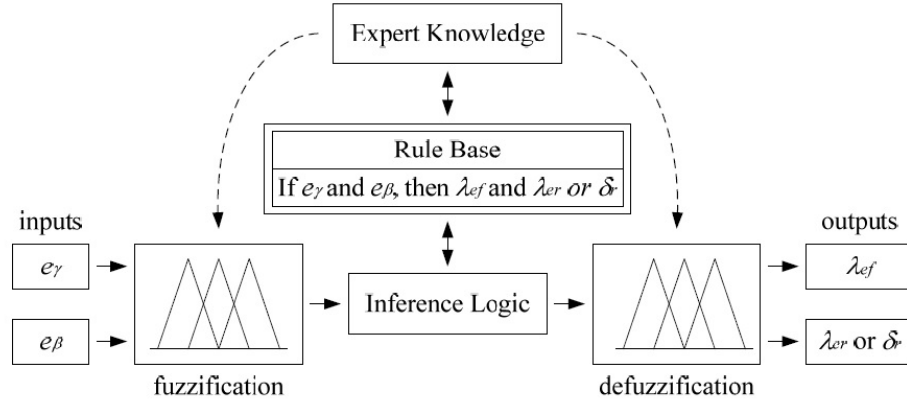 Expert Knowledge
Rule Base
If eγ and eβ, then λef and λer or δr
inputs
outputs
eγ
λef
Inference Logic
eβ
λer or δr
fuzzification
defuzzification